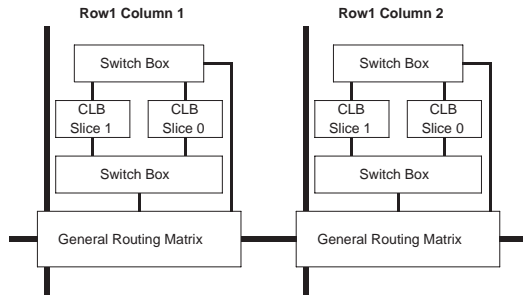 Row1 Column 1
Row1 Column 2
Switch Box
Switch Box
CLB
Slice 1
CLB
Slice 0
CLB
Slice 1
CLB
Slice 0
Switch Box
Switch Box
General Routing Matrix
General Routing Matrix